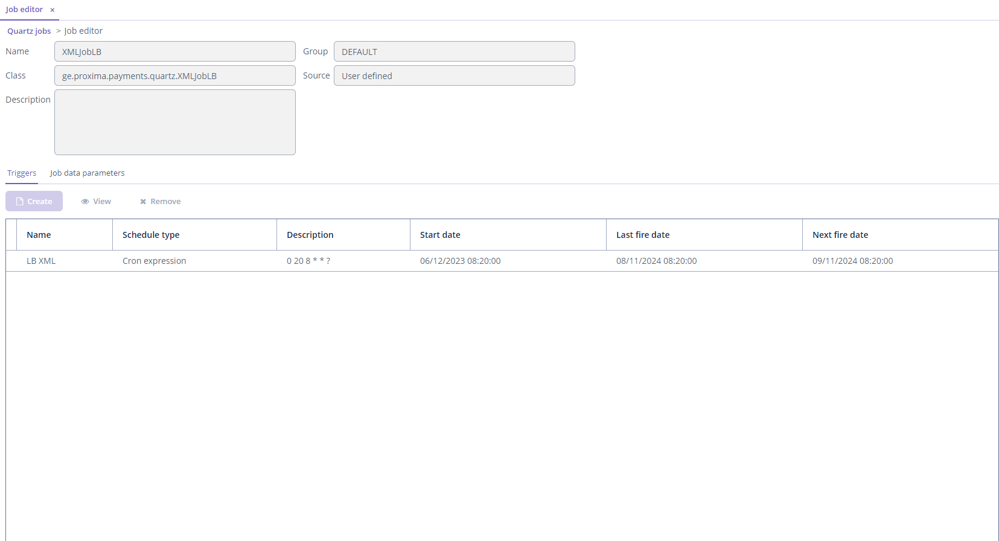 Job editor ×
Quartz jobs > Job editor
Name XMLJobLB Group DEFAULT
Class ge.proxima.payments.quartz.XMLJobLB Source User defined
Description
Triggers Job data parameters
Create View Remove
Name Schedule type Description Start date Last fire date Next fire date
LB XML Cron expression 0 20 8 * * ? 06/12/2023 08:20:00 08/11/2024 08:20:00 09/11/2024 08:20:00